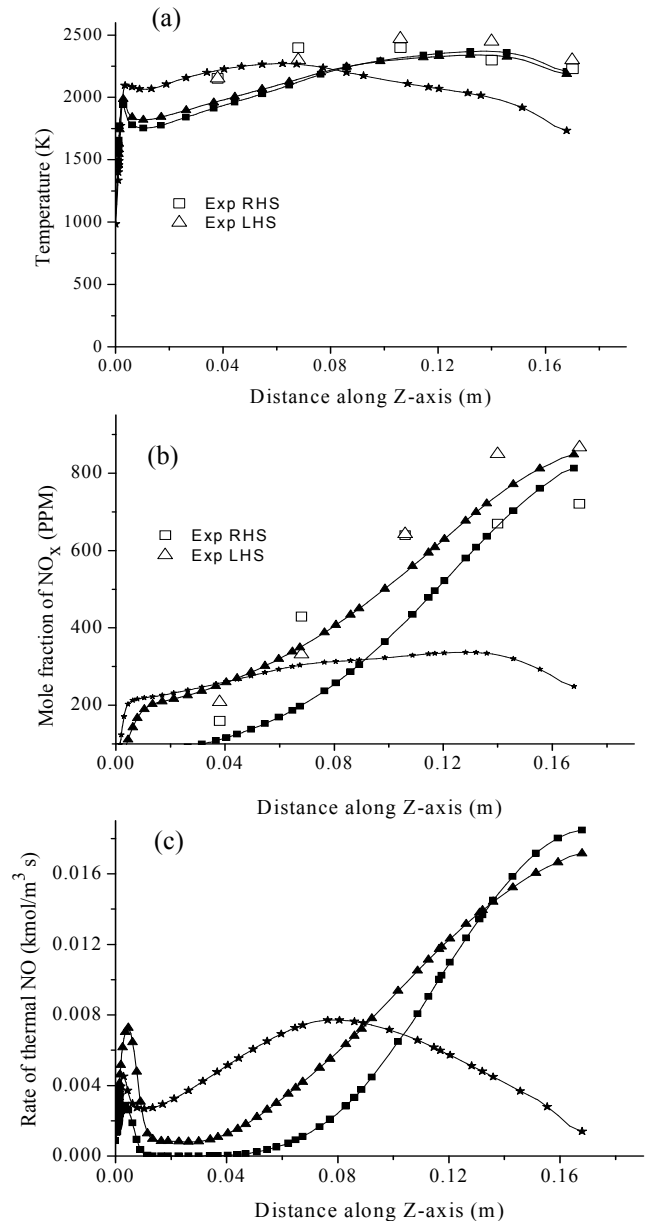 (a)
2500
2000
1500
1000
500
0
Temperature (K)
Exp RHS
Exp LHS
0.00 0.04 0.08 0.12 0.16
Distance along Z-axis (m)
(b)
800
600
400
200
Mole fraction of NOX (PPM)
Exp RHS
Exp LHS
0.00 0.04 0.08 0.12 0.16
Distance along Z-axis (m)
(c)
0.016
0.012
0.008
0.004
0.000
Rate of thermal NO (kmol/m³ s)
0.00 0.04 0.08 0.12 0.16
Distance along Z-axis (m)